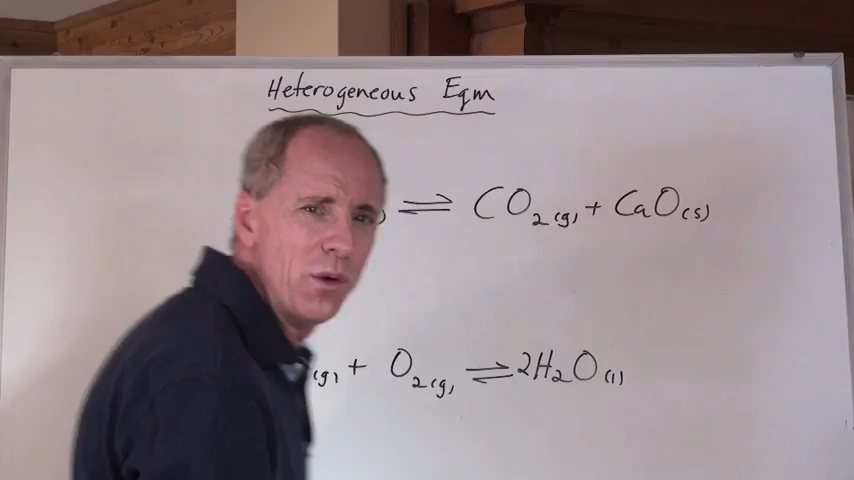 Heterogeneous Eqm
) ⇌ CO₂(g) + CaO(s)
(g) + O₂(g) ⇌ 2H₂O(l)